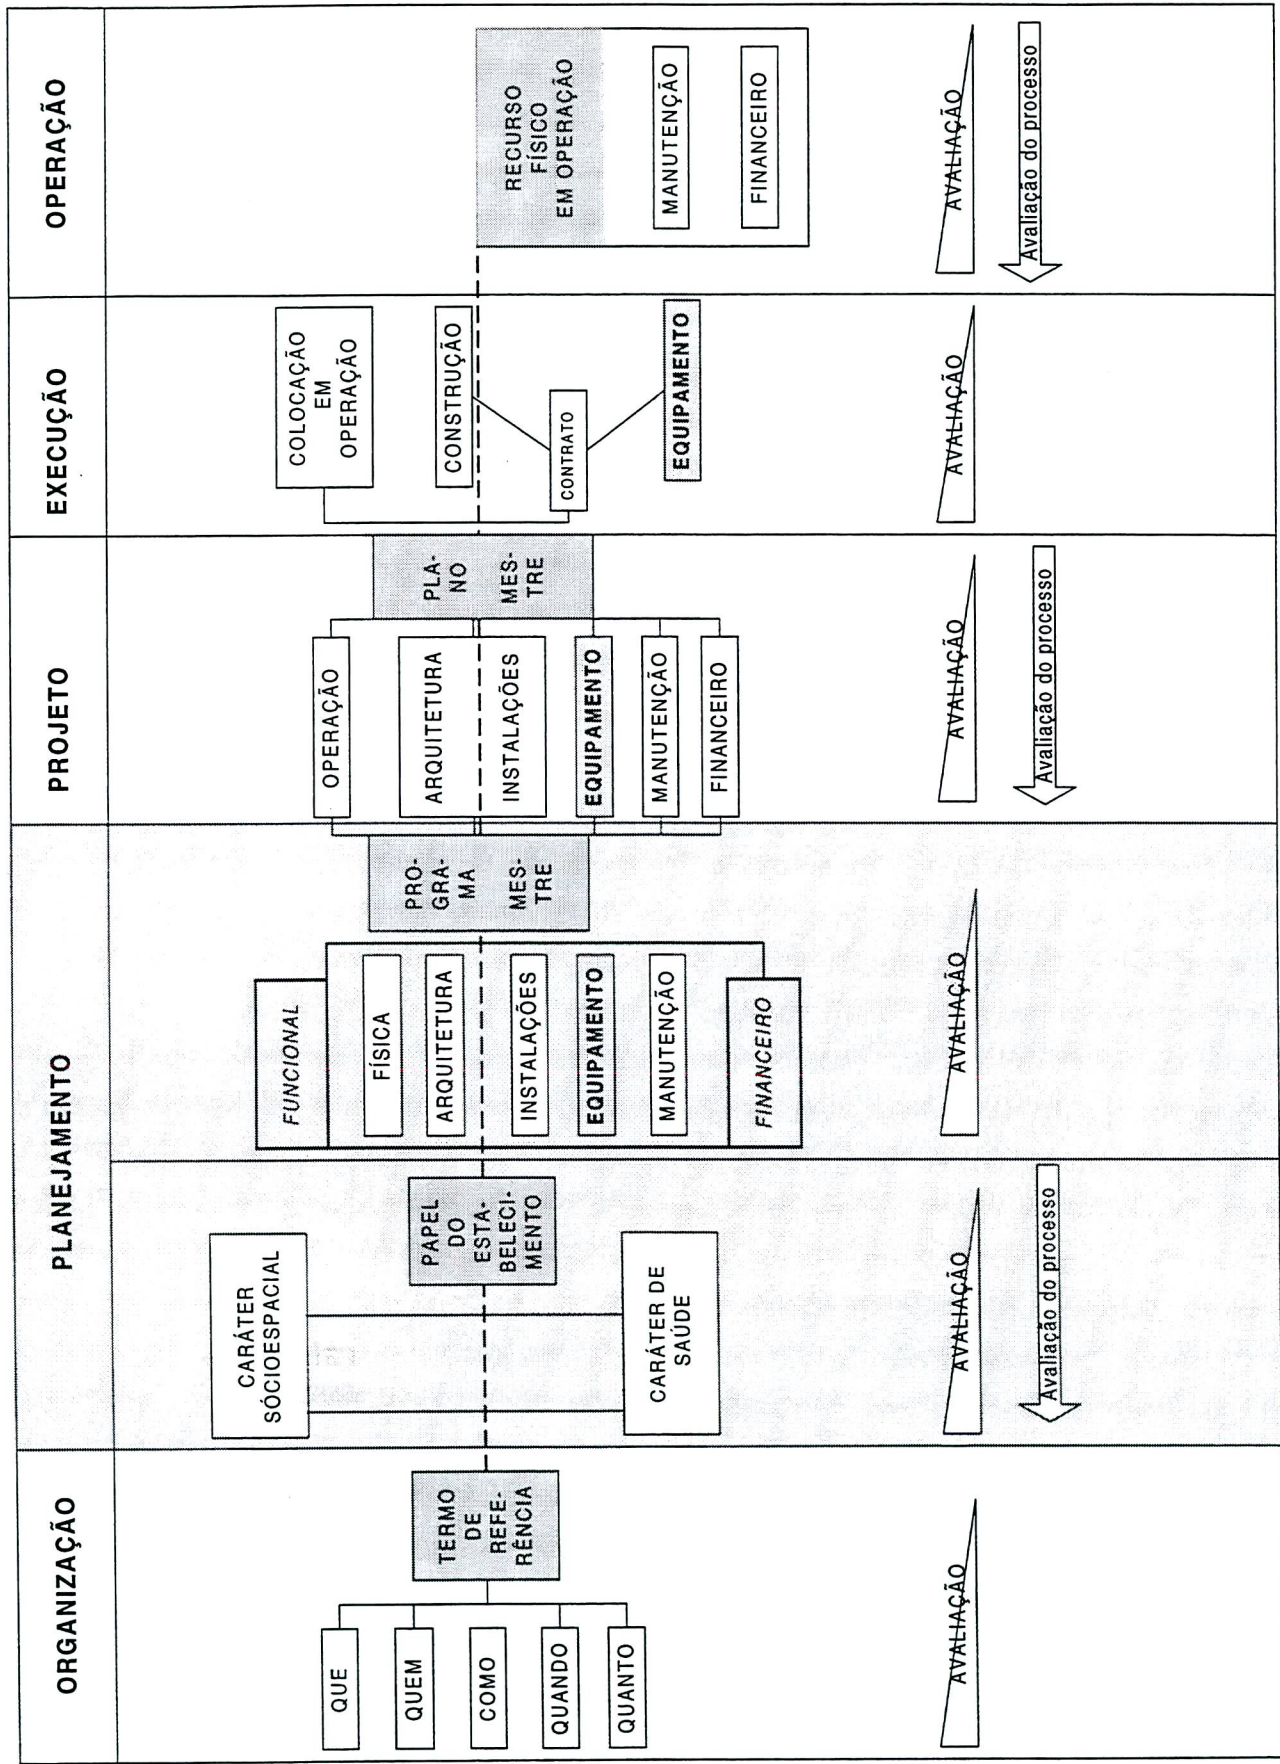 ORGANIZAÇÃO
QUE
QUEM
COMO
QUANDO
QUANTO
TERMO
DE
REFE-
RÊNCIA
AVALIAÇÃO
PLANEJAMENTO
CARÁTER
SÓCIOESPACIAL
PAPEL
DO
ESTA-
BELECI-
MENTO
CARÁTER DE
SAÚDE
AVALIAÇÃO
Avaliação do processo
FUNCIONAL
FÍSICA
ARQUITETURA
INSTALAÇÕES
EQUIPAMENTO
MANUTENÇÃO
FINANCEIRO
PRO-
GRA-
MA
MES-
TRE
AVALIAÇÃO
PROJETO
OPERAÇÃO
ARQUITETURA
INSTALAÇÕES
EQUIPAMENTO
MANUTENÇÃO
FINANCEIRO
PLA-
NO
MES-
TRE
AVALIAÇÃO
Avaliação do processo
EXECUÇÃO
COLOCAÇÃO
EM
OPERAÇÃO
CONSTRUÇÃO
CONTRATO
EQUIPAMENTO
AVALIAÇÃO
OPERAÇÃO
RECURSO
FÍSICO
EM OPERAÇÃO
MANUTENÇÃO
FINANCEIRO
AVALIAÇÃO
Avaliação do processo